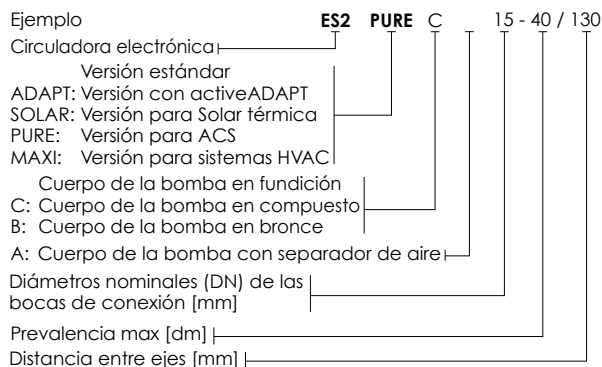 Ejemplo ES2 PURE C 15 - 40 / 130
Circuladora electrónica
Versión estándar
ADAPT: Versión con activeADAPT
SOLAR: Versión para Solar térmica
PURE: Versión para ACS
MAXI: Versión para sistemas HVAC
Cuerpo de la bomba en fundición
C: Cuerpo de la bomba en compuesto
B: Cuerpo de la bomba en bronce
A: Cuerpo de la bomba con separador de aire
Diámetros nominales (DN) de las
bocas de conexión [mm]
Prevalencia max [dm]
Distancia entre ejes [mm]